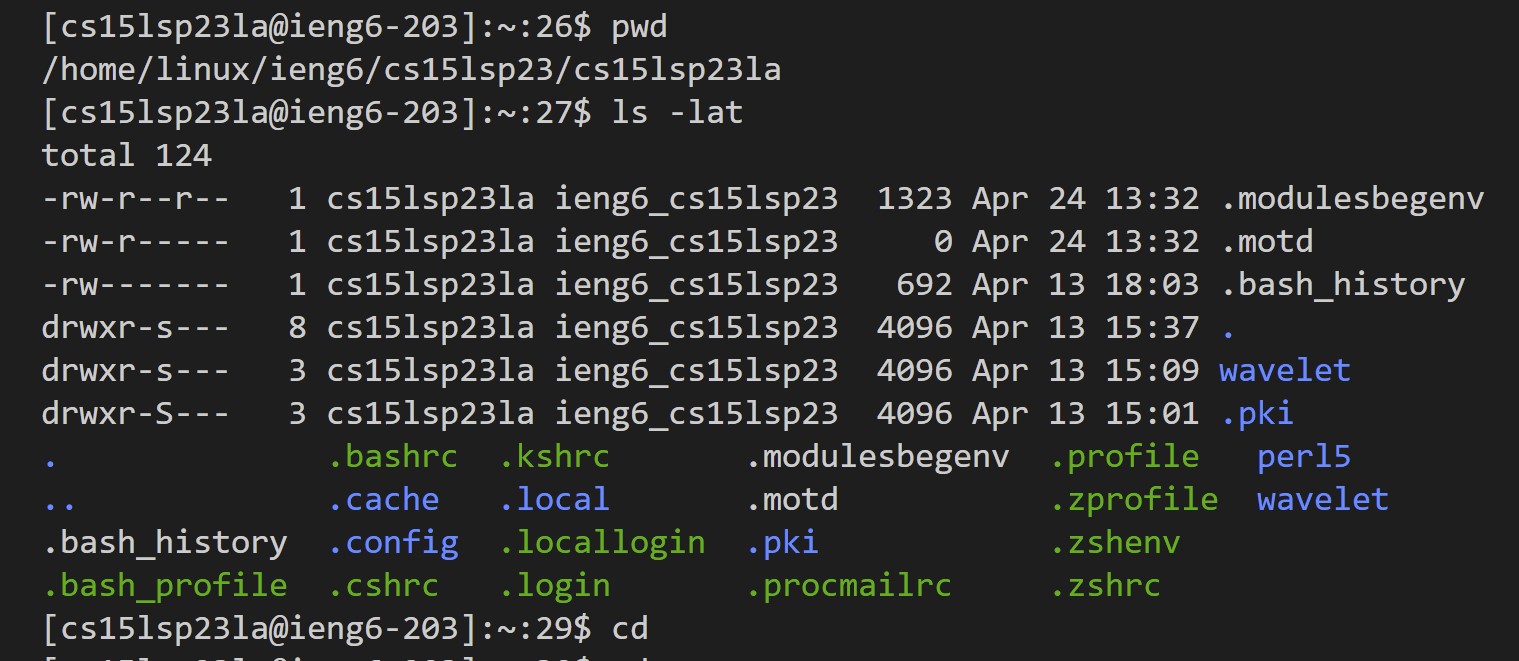 [cs15lsp23la@ieng6-203]:~:26$ pwd
/home/linux/ieng6/cs15lsp23/cs15lsp23la
[cs15lsp23la@ieng6-203]:~:27$ ls -lat
total 124
-rw-r--r--   1 cs15lsp23la ieng6_cs15lsp23  1323 Apr 24 13:32 .modulesbegenv
-rw-r-----   1 cs15lsp23la ieng6_cs15lsp23     0 Apr 24 13:32 .motd
-rw-------   1 cs15lsp23la ieng6_cs15lsp23   692 Apr 13 18:03 .bash_history
drwxr-s---   8 cs15lsp23la ieng6_cs15lsp23  4096 Apr 13 15:37 .
drwxr-s---   3 cs15lsp23la ieng6_cs15lsp23  4096 Apr 13 15:09 wavelet
drwxr-S---   3 cs15lsp23la ieng6_cs15lsp23  4096 Apr 13 15:01 .pki
.              .bashrc  .kshrc       .modulesbegenv  .profile   perl5
..             .cache   .local       .motd           .zprofile  wavelet
.bash_history  .config  .locallogin  .pki            .zshenv
.bash_profile  .cshrc   .login       .procmailrc     .zshrc
[cs15lsp23la@ieng6-203]:~:29$ cd